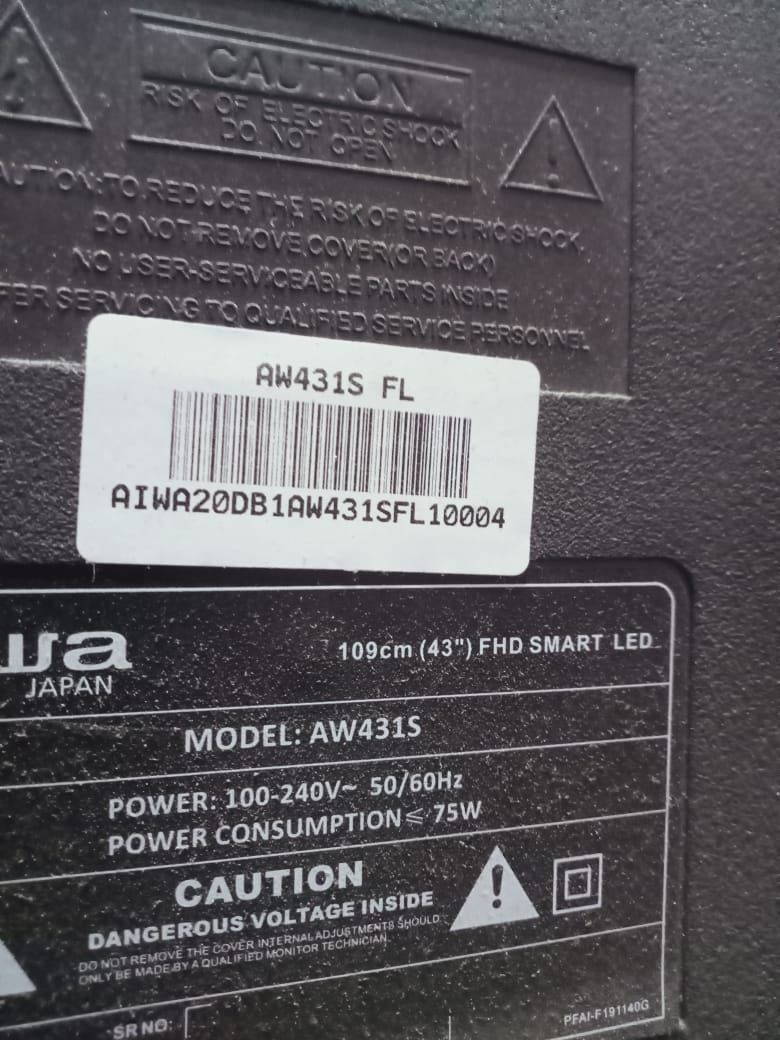 CAUTION
RISK OF ELECTRIC SHOCK
DO NOT OPEN
AUTION:TO REDUCE THE RISK OF ELECTRIC SHOCK,
DO NOT REMOVE COVER(OR BACK)
NO USER-SERVICEABLE PARTS INSIDE
FER SERVICING TO QUALIFIED SERVICE PERSONNEL
AW431S FL
AIWA20DB1AW431SFL10004
wa
JAPAN
109cm (43") FHD SMART LED
MODEL: AW431S
POWER: 100-240V~ 50/60Hz
POWER CONSUMPTION≤ 75W
CAUTION
DANGEROUS VOLTAGE INSIDE
DO NOT REMOVE THE COVER INTERNAL ADJUSTMENTS SHOULD
ONLY BE MADE BY A QUALIFIED MONITOR TECHNICIAN.
SR NO:
PFAI-F191140G